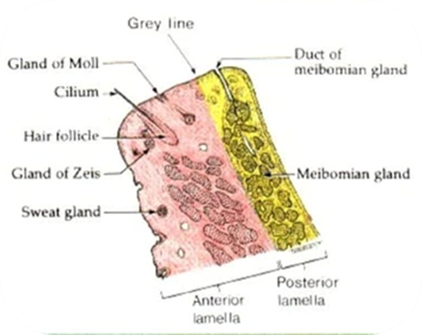 Grey line
Gland of Moll
Duct of
meibomian gland
Cilium
Hair follicle
Gland of Zeis
Meibomian gland
Sweat gland
Anterior
lamella
Posterior
lamella